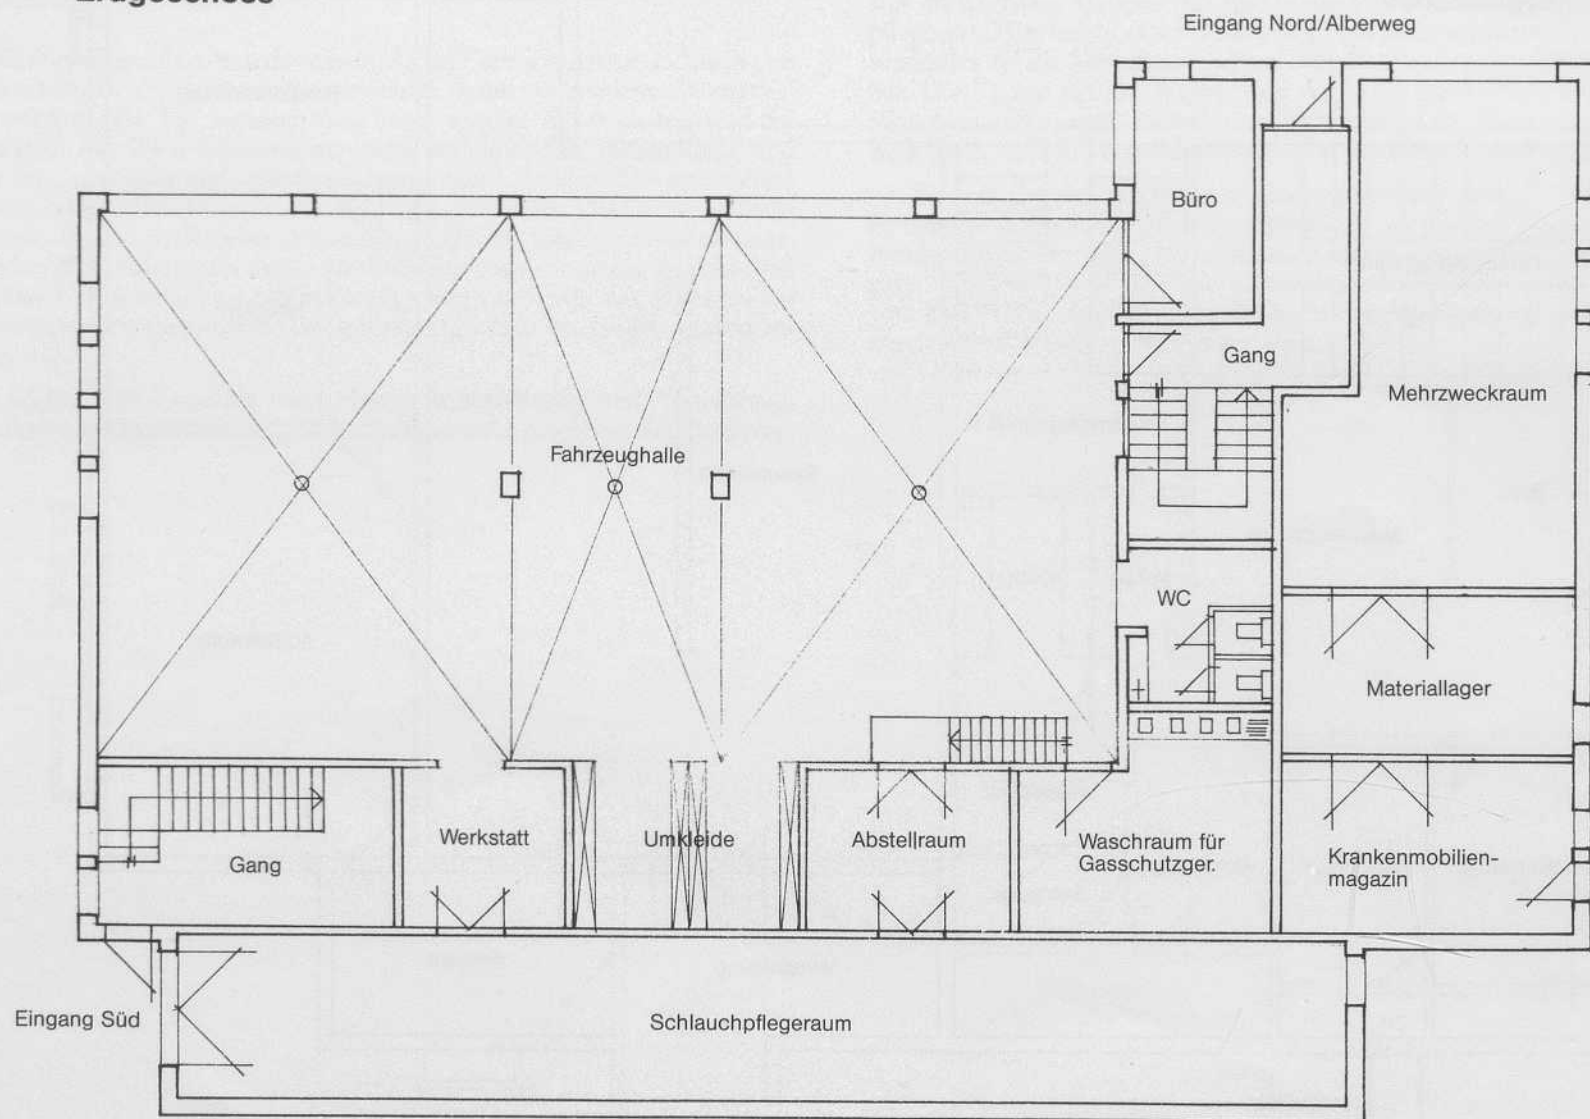 Erdgeschoss
Eingang Nord/Alberweg
Büro
Gang
Mehrzweckraum
Fahrzeughalle
WC
Materiallager
Werkstatt
Umkleide
Abstellraum
Waschraum für
Gasschutzger.
Krankenmobilien-
magazin
Gang
Eingang Süd
Schlauchpflegeraum